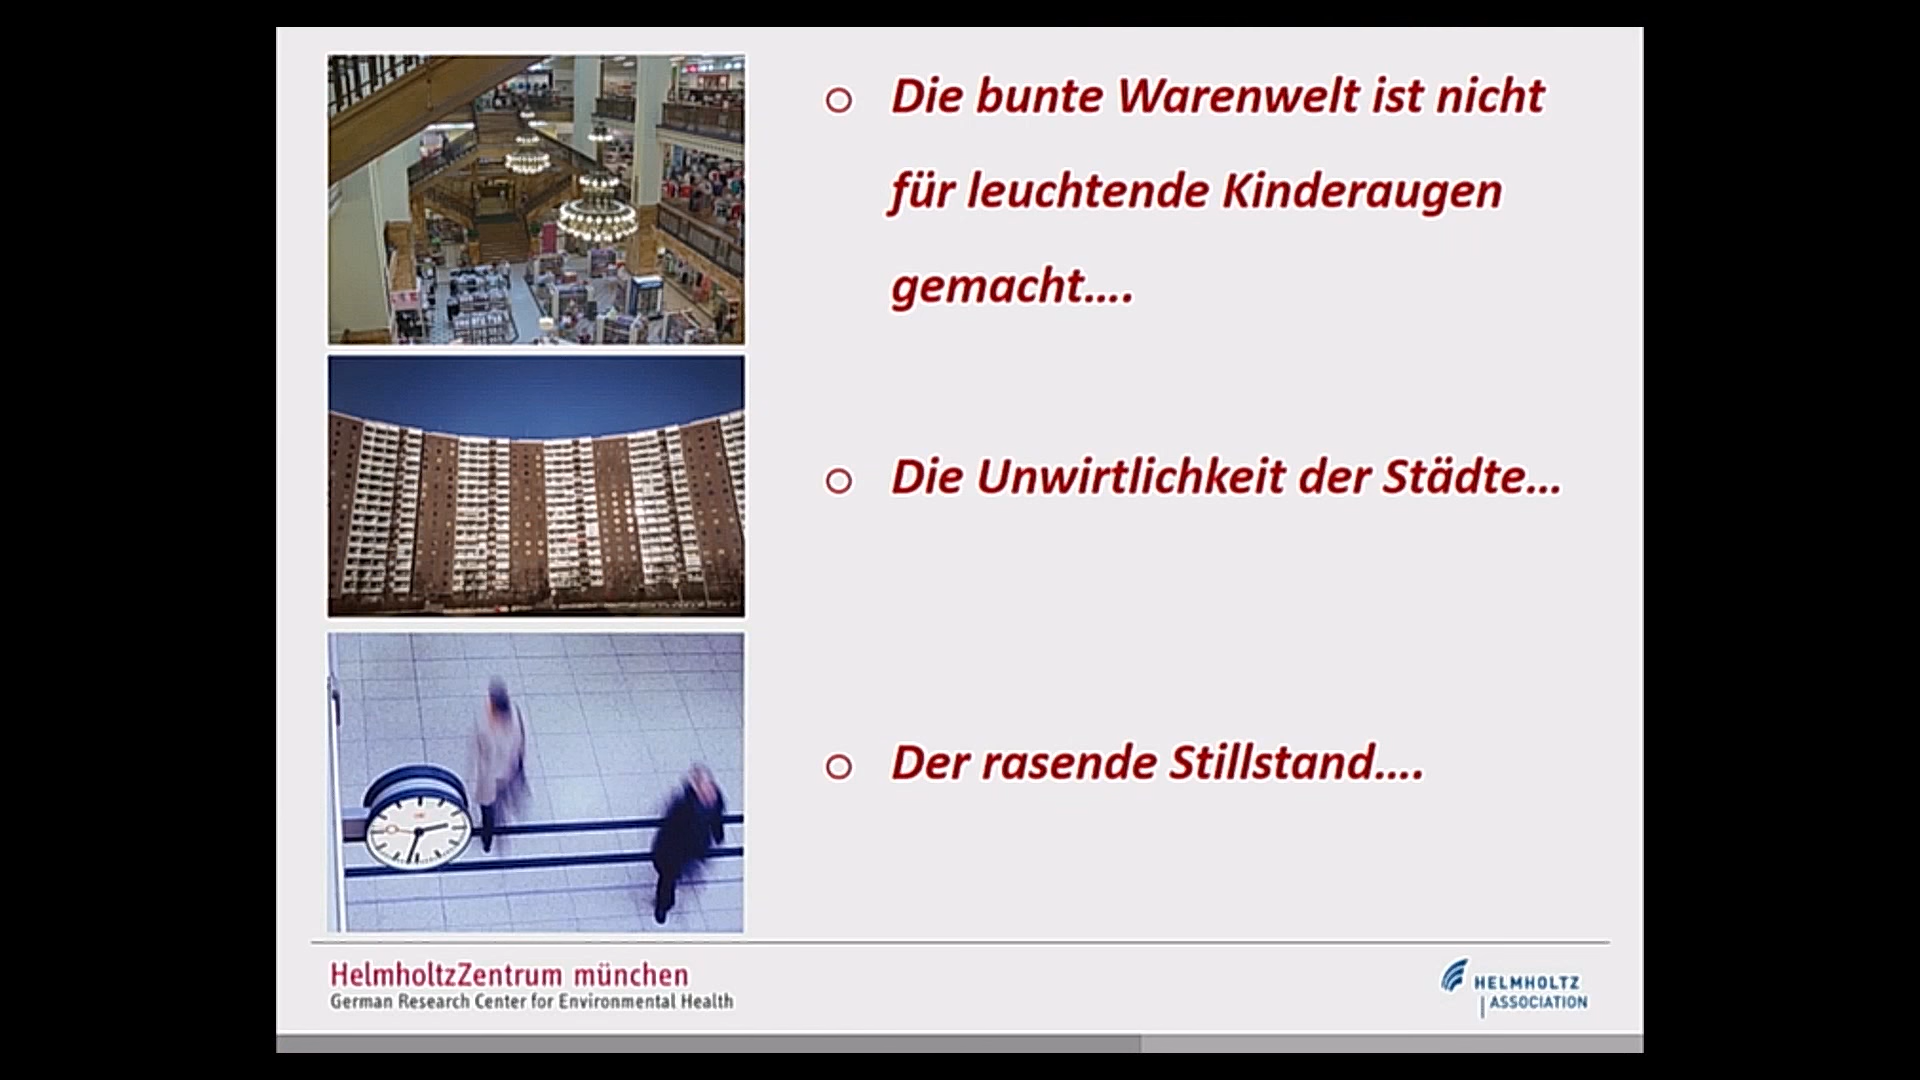 Die bunte Warenwelt ist nicht
für leuchtende Kinderaugen
gemacht....
Die Unwirtlichkeit der Städte...
Der rasende Stillstand....
HelmholtzZentrum münchen
German Research Center for Environmental Health
HELMHOLTZ
ASSOCIATION